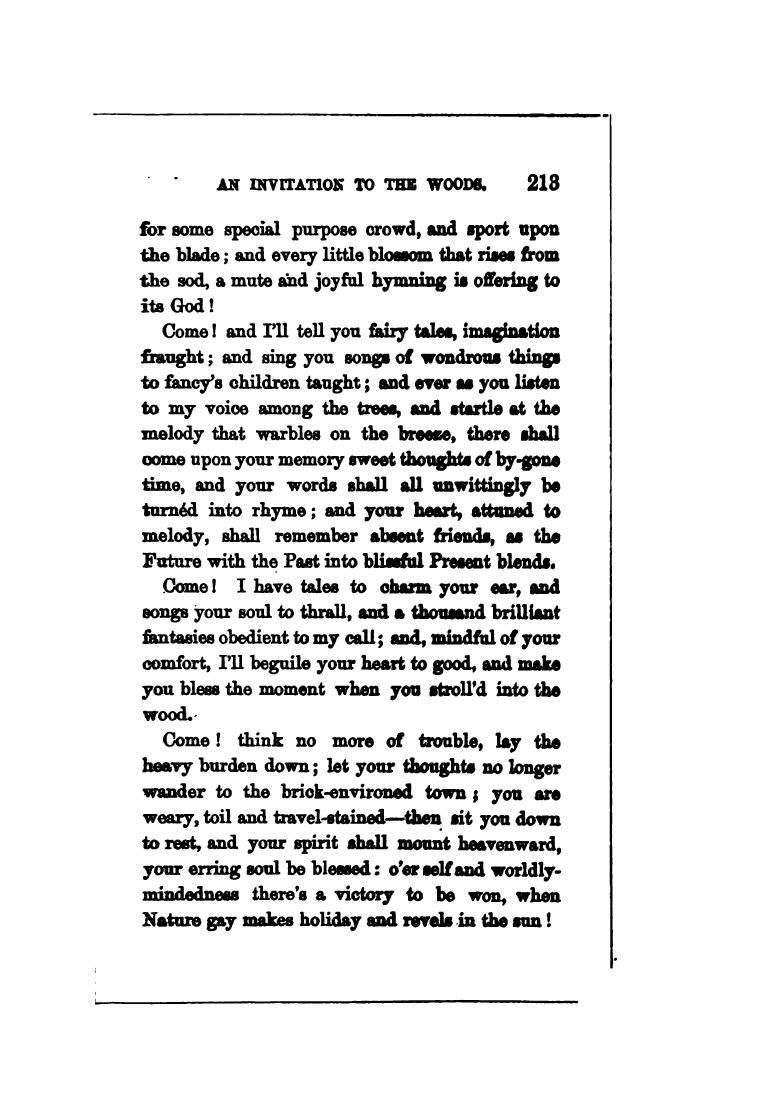 AN INVITATION TO THE WOODS. 213
for some special purpose crowd, and sport upon
the blade; and every little blossom that rises from
the sod, a mute and joyful hymning is offering to
its God!
Come! and I'll tell you fairy tales, imagination
fraught; and sing you songs of wondrous things
to fancy's children taught; and ever as you listen
to my voice among the trees, and startle at the
melody that warbles on the breeze, there shall
come upon your memory sweet thoughts of by-gone
time, and your words shall all unwittingly be
turnéd into rhyme; and your heart, attuned to
melody, shall remember absent friends, as the
Future with the Past into blissful Present blends.
Come! I have tales to charm your ear, and
songs your soul to thrall, and a thousand brilliant
fantasies obedient to my call; and, mindful of your
comfort, I'll beguile your heart to good, and make
you bless the moment when you stroll'd into the
wood.
Come! think no more of trouble, lay the
heavy burden down; let your thoughts no longer
wander to the brick-environed town; you are
weary, toil and travel-stained—then sit you down
to rest, and your spirit shall mount heavenward,
your erring soul be blessed: o'er self and worldly-
mindedness there's a victory to be won, when
Nature gay makes holiday and revels in the sun!